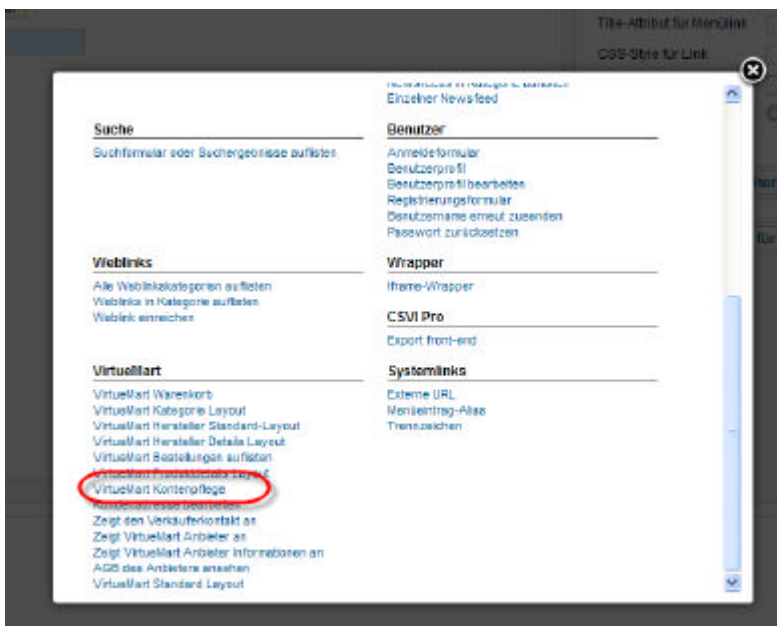 Title-Attribut für Menülink
CSS-Stile für Link
Einzelner Newsfeed
Suche
Suchformular oder Suchergebnisse auflisten
Benutzer
Anmeldeformular
Benutzerprofil
Benutzerprofil bearbeiten
Registrierungsformular
Benutzername erneut zusenden
Passwort zurücksetzen
Weblinks
Alle Weblinkskategorien auflisten
Weblinks in Kategorie auflisten
Weblink einreichen
Wrapper
Iframe-Wrapper
CSVI Pro
Export front-end
VirtueMart
VirtueMart Warenkorb
VirtueMart Kategorie Layout
VirtueMart Hersteller Standard-Layout
VirtueMart Hersteller Details Layout
VirtueMart Bestellungen auflisten
VirtueMart Produktdetails Layout
VirtueMart Kontenpflege
Kundenadresse bearbeiten
Zeigt den Verkäuferkontakt an
Zeigt VirtueMart Anbieter an
Zeigt VirtueMart Anbieter Informationen an
AGB des Anbieters ansehen
VirtueMart Standard Layout
Systemlinks
Externe URL
Menüeintrag-Alias
Trennzeichen